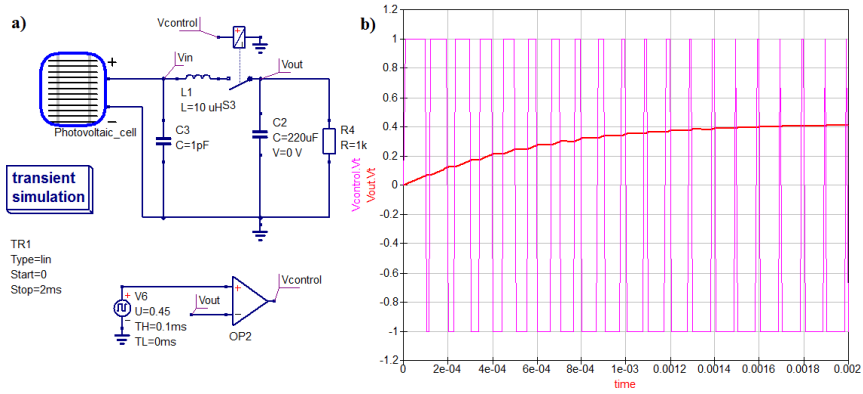 a)
Vcontrol
Vin
Vout
L1
L=10 uH
S3
Photovoltaic_cell
C3
C=1pF
C2
C=220uF
V=0 V
R4
R=1k
transient
simulation
TR1
Type=lin
Start=0
Stop=2ms
V6
U=0.45
TH=0.1ms
TL=0ms
Vout
Vcontrol
OP2
b)
1.2
1
0.8
0.6
0.4
0.2
0
-0.2
-0.4
-0.6
-0.8
-1
-1.2
Vcontrol.Vt
Vout.Vt
0
2e-04
4e-04
6e-04
8e-04
1e-03
0.0012
0.0014
0.0016
0.0018
0.002
time